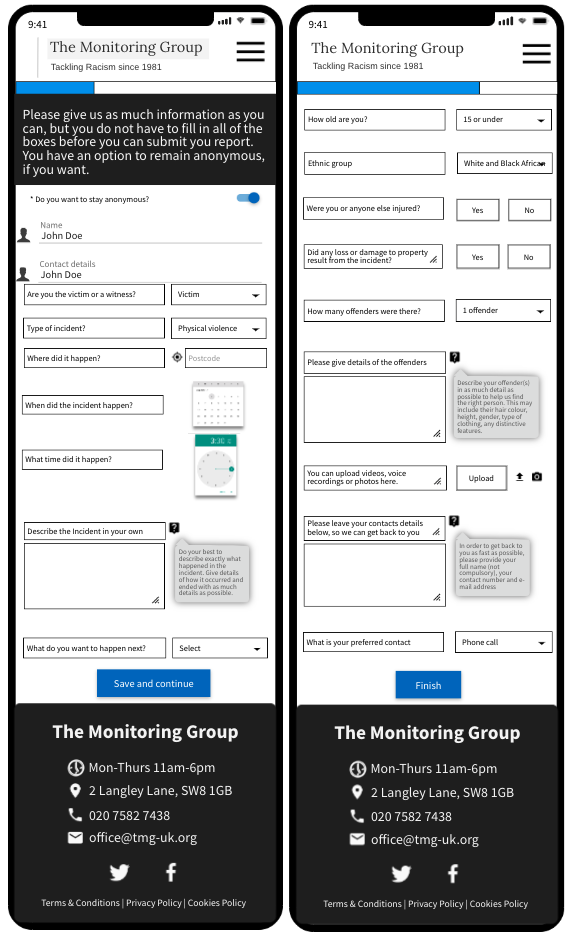 9:41
The Monitoring Group
Tackling Racism since 1981
Please give us as much information as you
can, but you do not have to fill in all of the
boxes before you can submit you report.
You have an option to remain anonymous,
if you want.
* Do you want to stay anonymous?
Name
John Doe
Contact details
John Doe
Are you the victim or a witness?
Victim
Type of incident?
Physical violence
Where did it happen?
Postcode
When did the incident happen?
What time did it happen?
Describe the Incident in your own
Do your best to
describe exactly what
happened in the
incident. Give details
of how it occurred and
ended with as much
details as possible.
What do you want to happen next?
Select
Save and continue
The Monitoring Group
Mon-Thurs 11am-6pm
2 Langley Lane, SW8 1GB
020 7582 7438
office@tmg-uk.org
Terms & Conditions | Privacy Policy | Cookies Policy
9:41
The Monitoring Group
Tackling Racism since 1981
How old are you?
15 or under
Ethnic group
White and Black African
Were you or anyone else injured?
Yes
No
Did any loss or damage to property
result from the incident?
Yes
No
How many offenders were there?
1 offender
Please give details of the offenders
Describe your offender(s)
in as much detail as
possible to help us find
the right person. This may
include their hair colour,
height, gender, type of
clothing, any distinctive
features.
You can upload videos, voice
recordings or photos here.
Upload
Please leave your contacts details
below, so we can get back to you
In order to get back to
you as fast as possible,
please provide your
full name (not
compulsory), your
contact number and e-
mail address
What is your preferred contact
Phone call
Finish
The Monitoring Group
Mon-Thurs 11am-6pm
2 Langley Lane, SW8 1GB
020 7582 7438
office@tmg-uk.org
Terms & Conditions | Privacy Policy | Cookies Policy